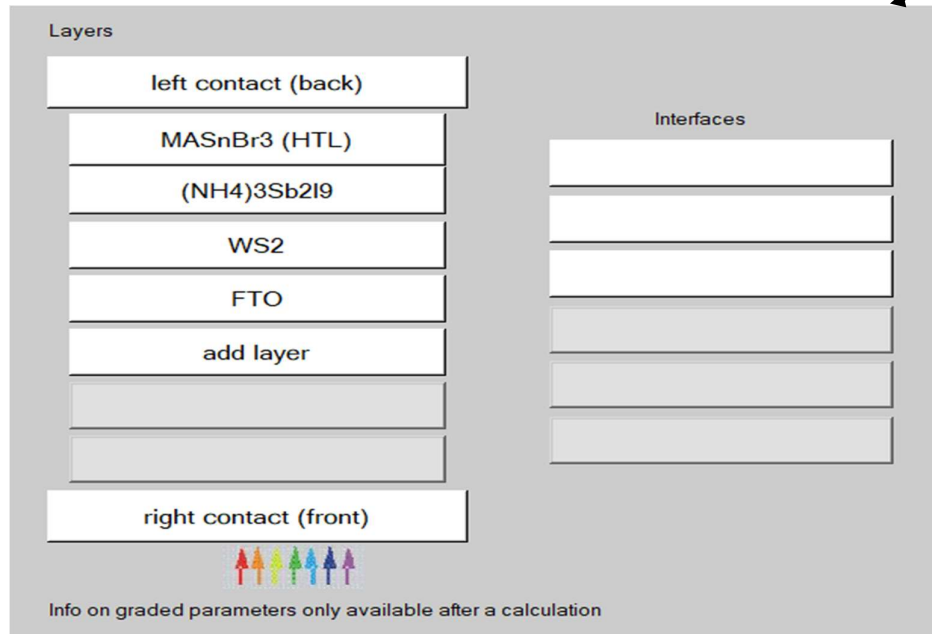 Layers
left contact (back)
Interfaces
MASnBr3 (HTL)
(NH4)3Sb2I9
WS2
FTO
add layer
right contact (front)
Info on graded parameters only available after a calculation